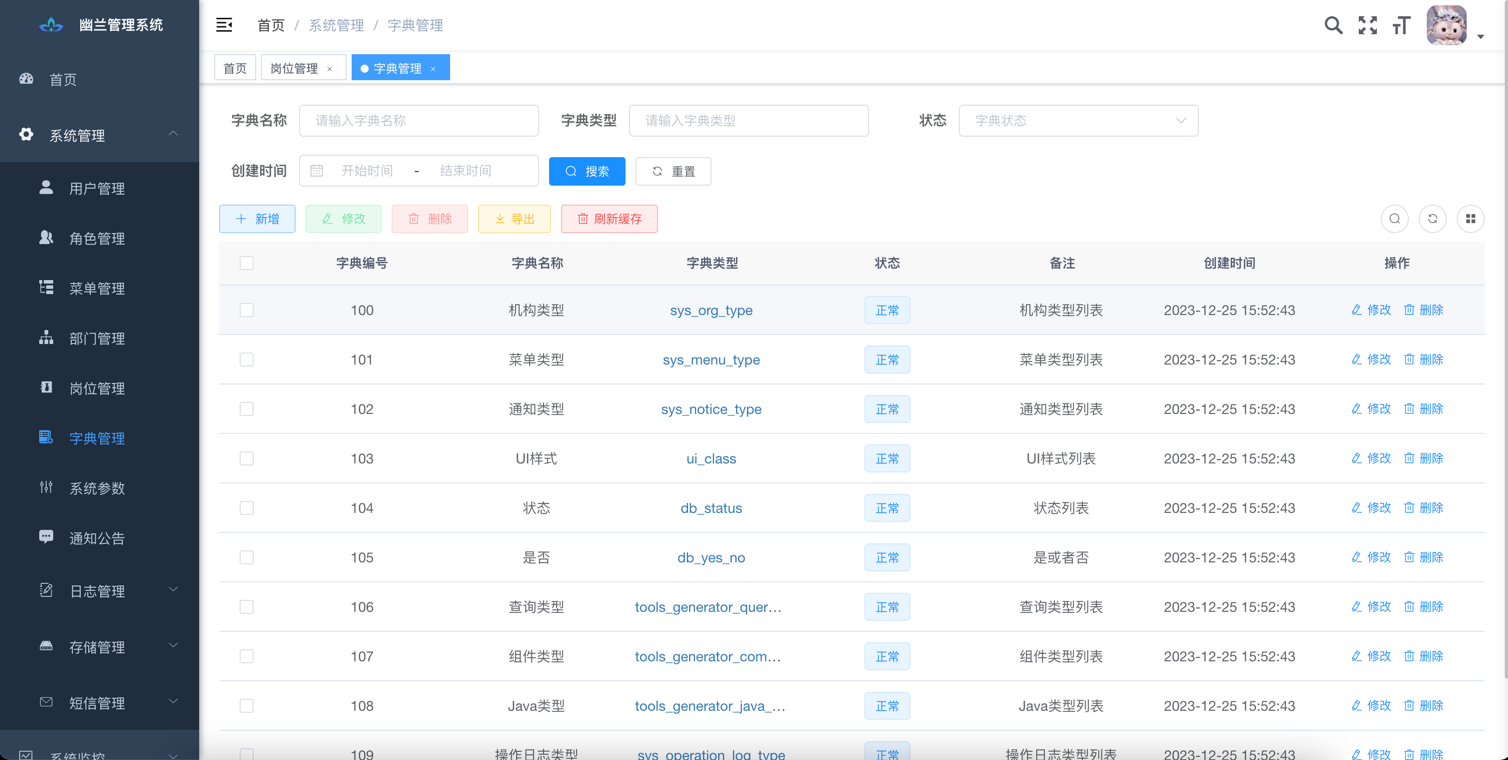 幽兰管理系统
首页
系统管理
用户管理
角色管理
菜单管理
部门管理
岗位管理
字典管理
系统参数
通知公告
日志管理
存储管理
短信管理
系统监控
首页 / 系统管理 / 字典管理
首页 岗位管理 × 字典管理 ×
字典名称 请输入字典名称 字典类型 请输入字典类型 状态 字典状态
创建时间 开始时间 - 结束时间 搜索 重置
新增 修改 删除 导出 刷新缓存
字典编号 字典名称 字典类型 状态 备注 创建时间 操作
100 机构类型 sys_org_type 正常 机构类型列表 2023-12-25 15:52:43 修改 删除
101 菜单类型 sys_menu_type 正常 菜单类型列表 2023-12-25 15:52:43 修改 删除
102 通知类型 sys_notice_type 正常 通知类型列表 2023-12-25 15:52:43 修改 删除
103 UI样式 ui_class 正常 UI样式列表 2023-12-25 15:52:43 修改 删除
104 状态 db_status 正常 状态列表 2023-12-25 15:52:43 修改 删除
105 是否 db_yes_no 正常 是或者否 2023-12-25 15:52:43 修改 删除
106 查询类型 tools_generator_quer... 正常 查询类型列表 2023-12-25 15:52:43 修改 删除
107 组件类型 tools_generator_com... 正常 组件类型列表 2023-12-25 15:52:43 修改 删除
108 Java类型 tools_generator_java_... 正常 Java类型列表 2023-12-25 15:52:43 修改 删除
109 操作日志类型 sys_operation_log_type 正常 操作日志类型列表 2023-12-25 15:52:43 修改 删除